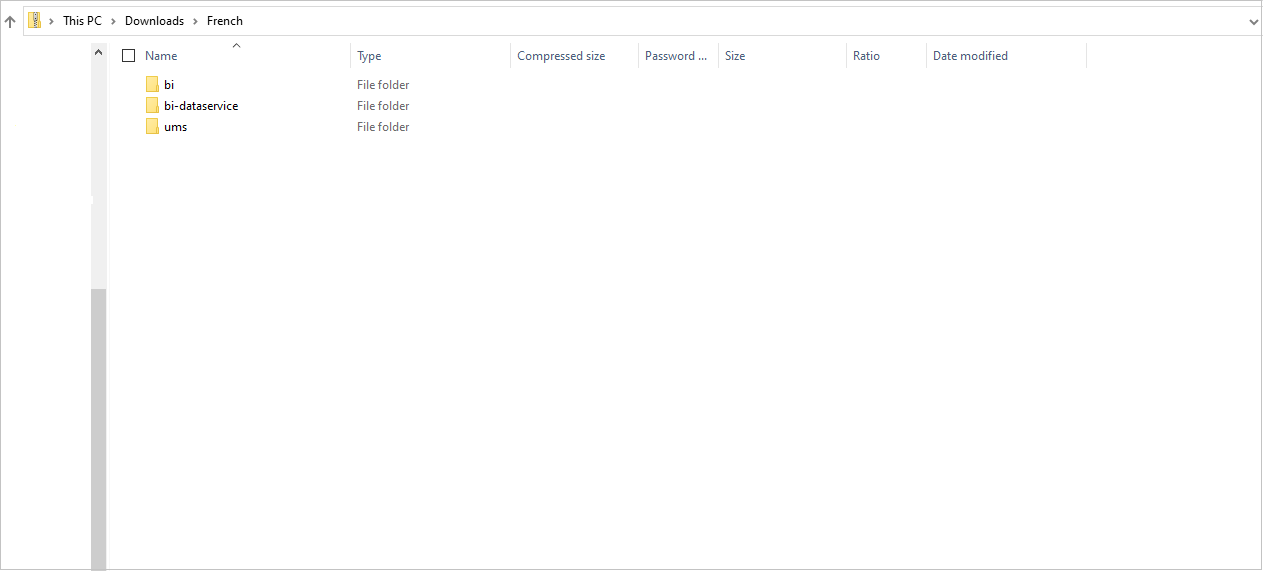 This PC > Downloads > French
Name Type Compressed size Password ... Size Ratio Date modified
bi File folder
bi-dataservice File folder
ums File folder